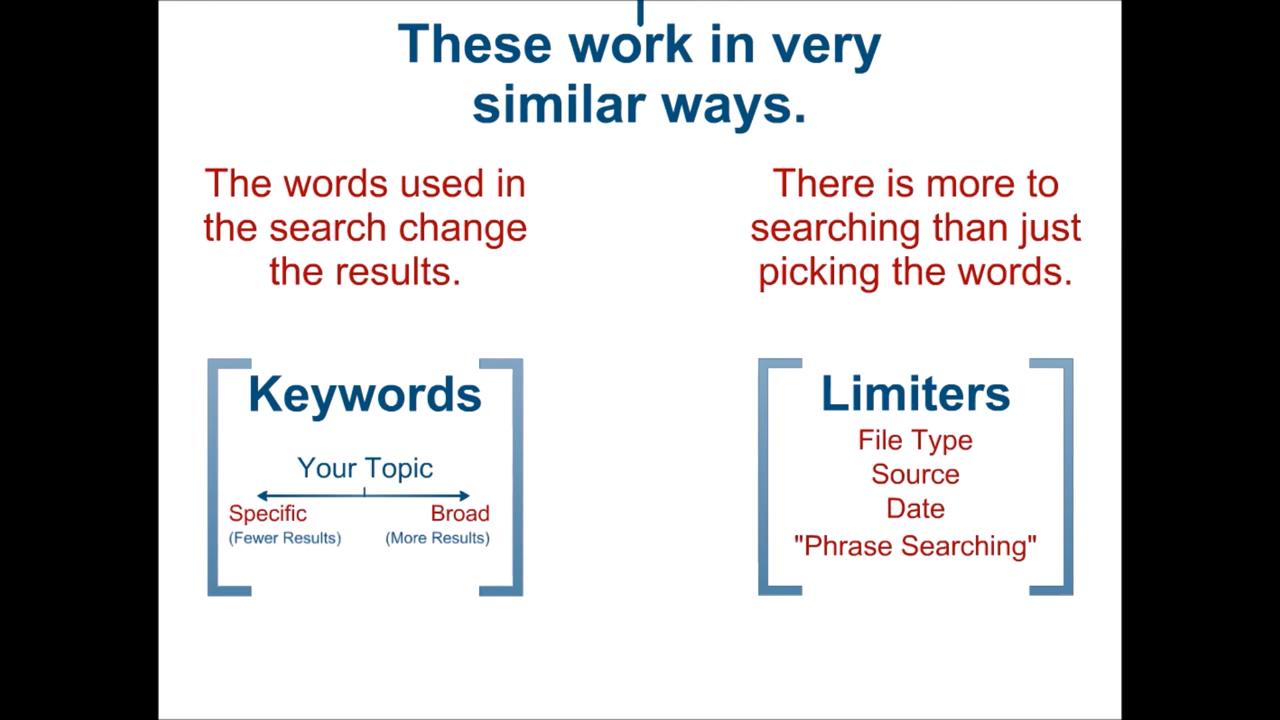 These work in very
similar ways.
The words used in
the search change
the results.
There is more to
searching than just
picking the words.
Keywords
Your Topic
Specific
Broad
(Fewer Results)
(More Results)
Limiters
File Type
Source
Date
"Phrase Searching"